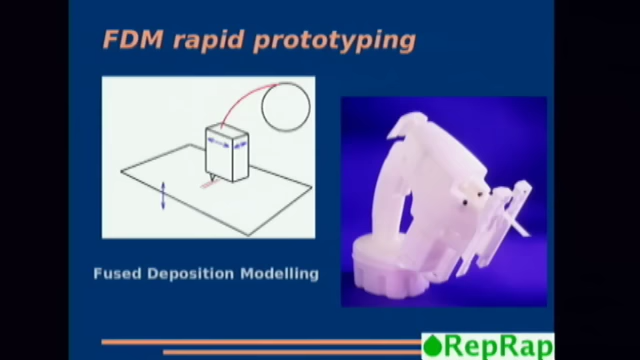 FDM rapid prototyping
Fused Deposition Modelling
RepRap